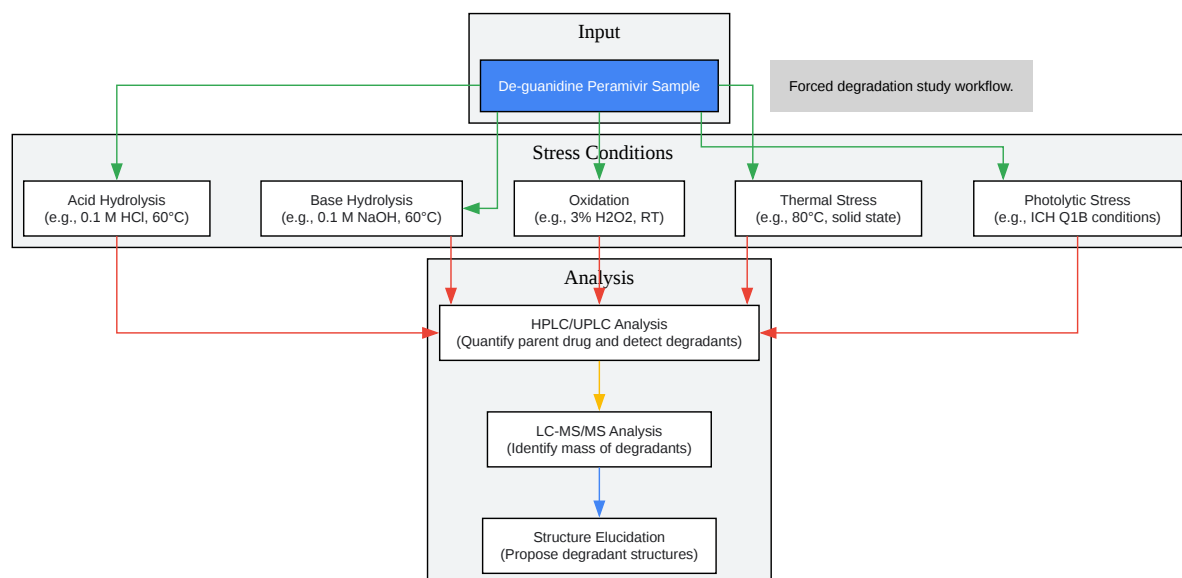 Input
De-guanidine Peramivir Sample
Forced degradation study workflow.
Stress Conditions
Acid Hydrolysis
(e.g., 0.1 M HCl, 60°C)
Base Hydrolysis
(e.g., 0.1 M NaOH, 60°C)
Oxidation
(e.g., 3% H2O2, RT)
Thermal Stress
(e.g., 80°C, solid state)
Photolytic Stress
(e.g., ICH Q1B conditions)
Analysis
HPLC/UPLC Analysis
(Quantify parent drug and detect degradants)
LC-MS/MS Analysis
(Identify mass of degradants)
Structure Elucidation
(Propose degradant structures)